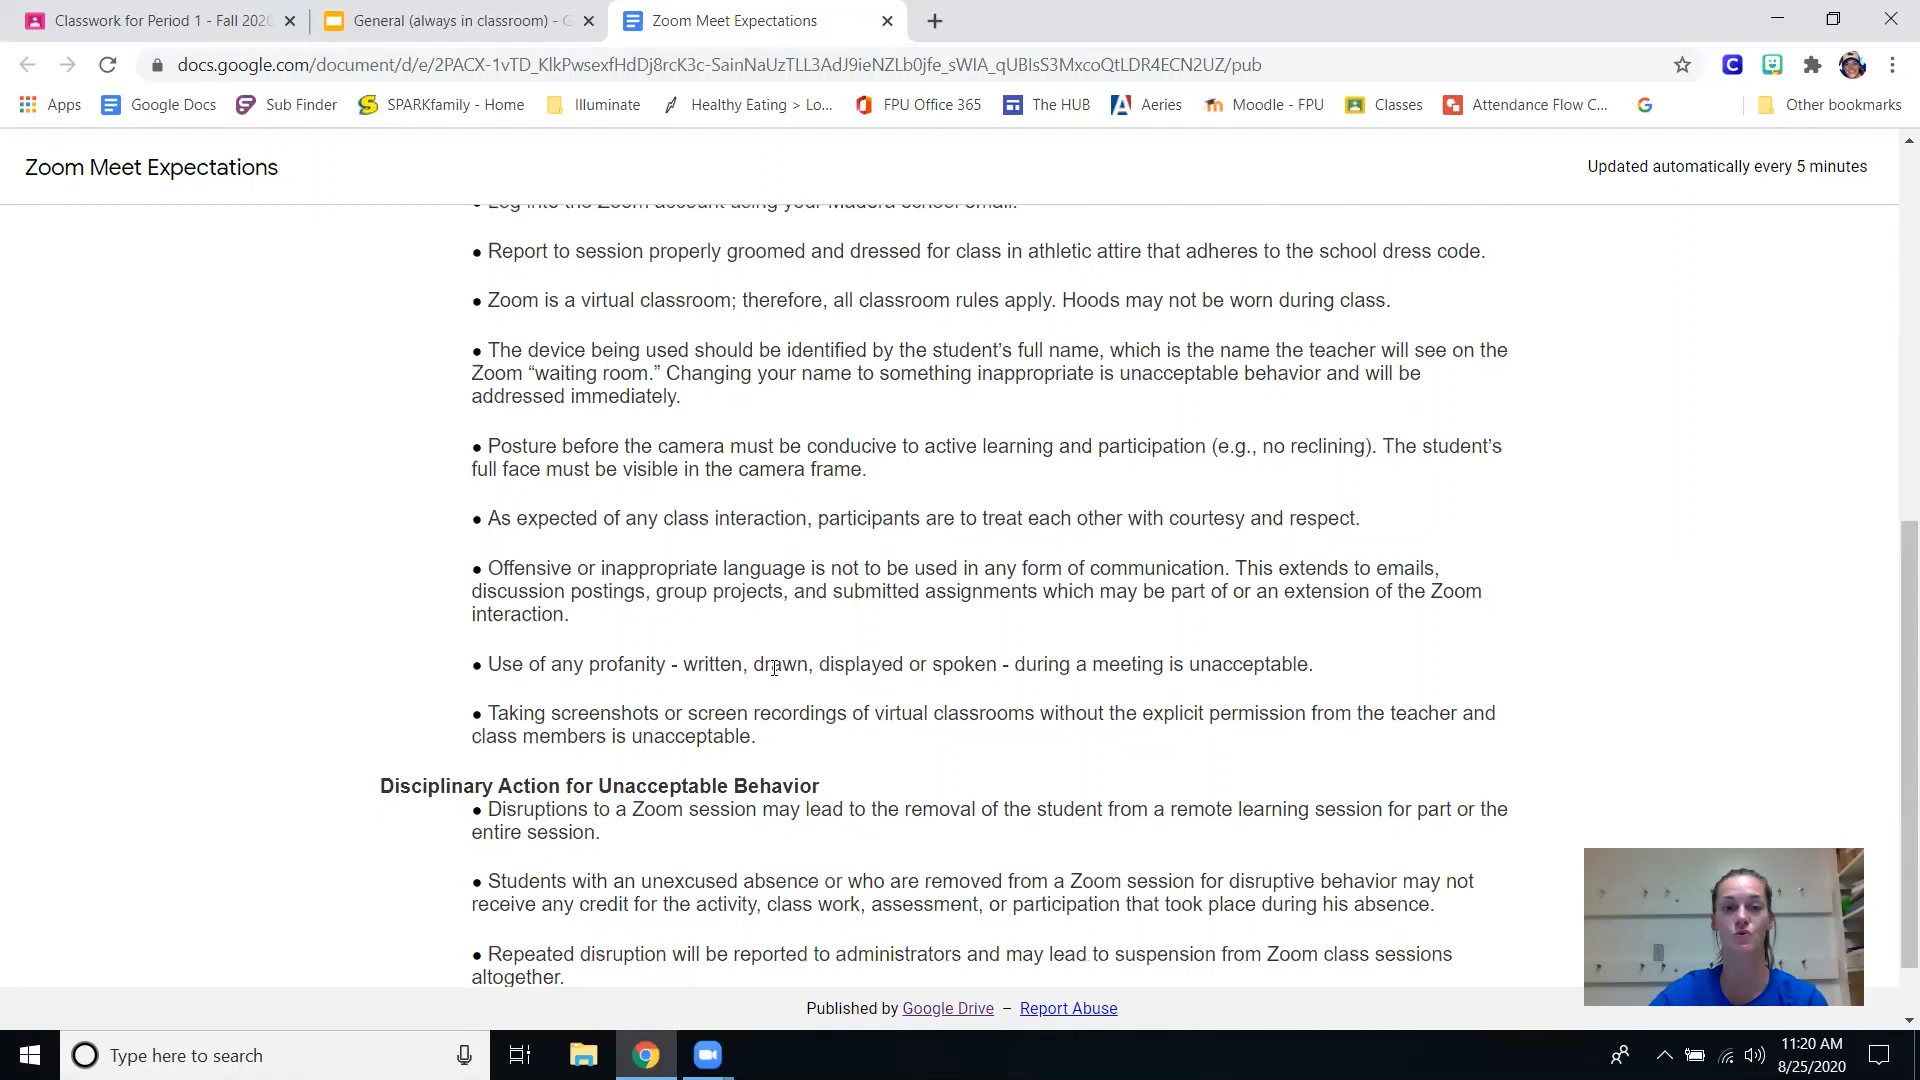 Classwork for Period 1 - Fall 2020
General (always in classroom) - G
Zoom Meet Expectations
docs.google.com/document/d/e/2PACX-1vTD_KlkPwsexfHdDj8rcK3c-SainNaUzTLL3AdJ9ieNZLb0jfe_sWIA_qUBIsS3MxcoQtLDR4ECN2UZ/pub
Apps Google Docs Sub Finder SPARKfamily - Home Illuminate Healthy Eating > Lo... FPU Office 365 The HUB Aeries Moodle - FPU Classes Attendance Flow C... Other bookmarks
Zoom Meet Expectations
Updated automatically every 5 minutes
● Log into the Zoom account using your Madera school email.
● Report to session properly groomed and dressed for class in athletic attire that adheres to the school dress code.
● Zoom is a virtual classroom; therefore, all classroom rules apply. Hoods may not be worn during class.
● The device being used should be identified by the student’s full name, which is the name the teacher will see on the
Zoom “waiting room.” Changing your name to something inappropriate is unacceptable behavior and will be
addressed immediately.
● Posture before the camera must be conducive to active learning and participation (e.g., no reclining). The student’s
full face must be visible in the camera frame.
● As expected of any class interaction, participants are to treat each other with courtesy and respect.
● Offensive or inappropriate language is not to be used in any form of communication. This extends to emails,
discussion postings, group projects, and submitted assignments which may be part of or an extension of the Zoom
interaction.
● Use of any profanity - written, drawn, displayed or spoken - during a meeting is unacceptable.
● Taking screenshots or screen recordings of virtual classrooms without the explicit permission from the teacher and
class members is unacceptable.
Disciplinary Action for Unacceptable Behavior
● Disruptions to a Zoom session may lead to the removal of the student from a remote learning session for part or the
entire session.
● Students with an unexcused absence or who are removed from a Zoom session for disruptive behavior may not
receive any credit for the activity, class work, assessment, or participation that took place during his absence.
● Repeated disruption will be reported to administrators and may lead to suspension from Zoom class sessions
altogether.
Published by Google Drive – Report Abuse
Type here to search
11:20 AM
8/25/2020